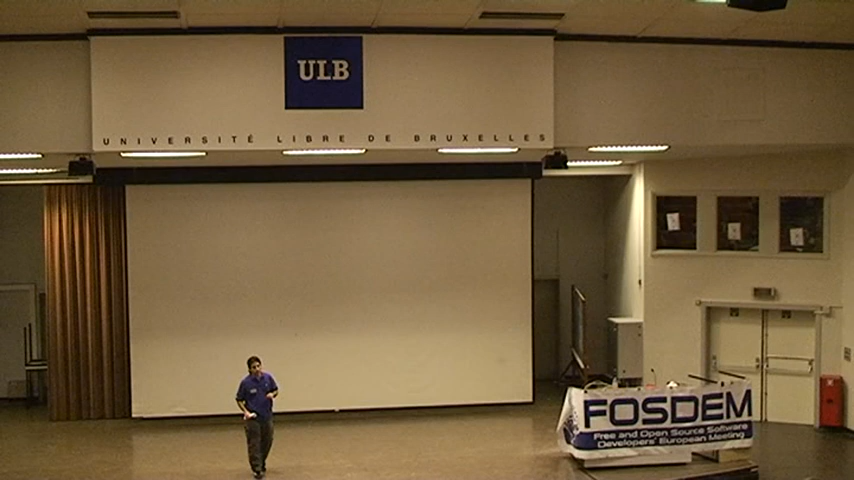 ULB
UNIVERSITÉ LIBRE DE BRUXELLES
FOSDEM
Free and Open Source Software
Developers' European Meeting